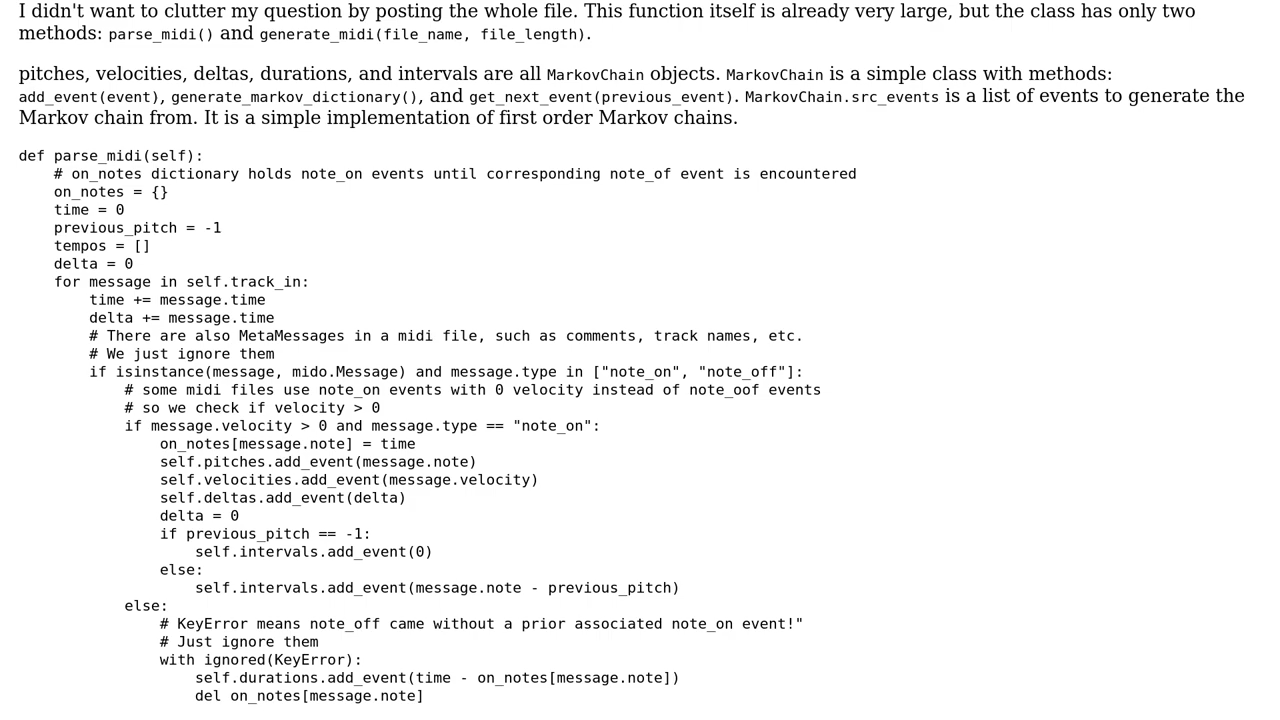 I didn't want to clutter my question by posting the whole file. This function itself is already very large, but the class has only two
methods: parse_midi() and generate_midi(file_name, file_length).
pitches, velocities, deltas, durations, and intervals are all MarkovChain objects. MarkovChain is a simple class with methods:
add_event(event), generate_markov_dictionary(), and get_next_event(previous_event). MarkovChain.src_events is a list of events to generate the
Markov chain from. It is a simple implementation of first order Markov chains.
def parse_midi(self):
    # on_notes dictionary holds note_on events until corresponding note_of event is encountered
    on_notes = {}
    time = 0
    previous_pitch = -1
    tempos = []
    delta = 0
    for message in self.track_in:
        time += message.time
        delta += message.time
        # There are also MetaMessages in a midi file, such as comments, track names, etc.
        # We just ignore them
        if isinstance(message, mido.Message) and message.type in ["note_on", "note_off"]:
            # some midi files use note_on events with 0 velocity instead of note_oof events
            # so we check if velocity > 0
            if message.velocity > 0 and message.type == "note_on":
                on_notes[message.note] = time
                self.pitches.add_event(message.note)
                self.velocities.add_event(message.velocity)
                self.deltas.add_event(delta)
                delta = 0
                if previous_pitch == -1:
                    self.intervals.add_event(0)
                else:
                    self.intervals.add_event(message.note - previous_pitch)
            else:
                # KeyError means note_off came without a prior associated note_on event!"
                # Just ignore them
                with ignored(KeyError):
                    self.durations.add_event(time - on_notes[message.note])
                    del on_notes[message.note]